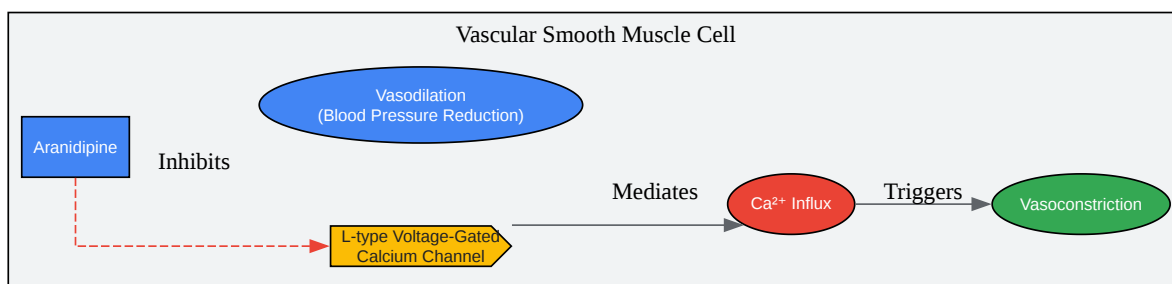 Vascular Smooth Muscle Cell
Vasodilation
(Blood Pressure Reduction)
Aranidipine
Inhibits
Mediates
Ca²⁺ Influx
Triggers
Vasoconstriction
L-type Voltage-Gated
Calcium Channel